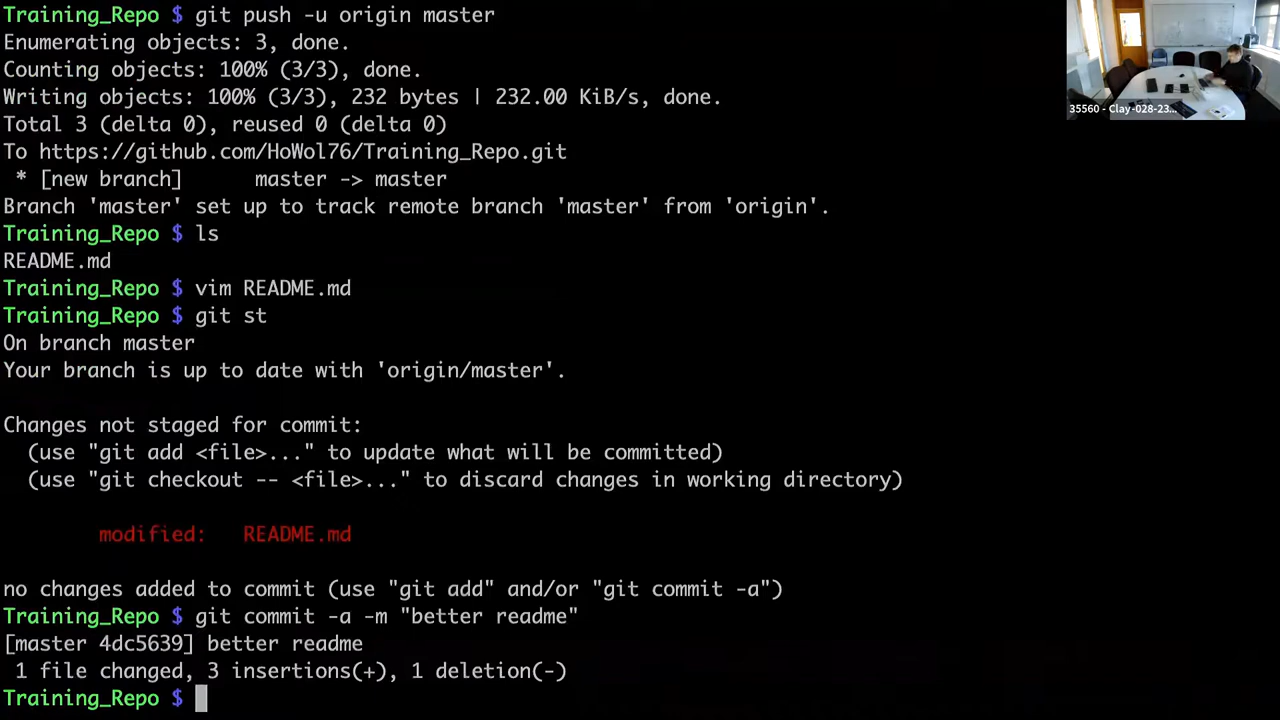 Training_Repo $ git push -u origin master
Enumerating objects: 3, done.
Counting objects: 100% (3/3), done.
Writing objects: 100% (3/3), 232 bytes | 232.00 KiB/s, done.
Total 3 (delta 0), reused 0 (delta 0)
To https://github.com/HoWol76/Training_Repo.git
 * [new branch]      master -> master
Branch 'master' set up to track remote branch 'master' from 'origin'.
Training_Repo $ ls
README.md
Training_Repo $ vim README.md
Training_Repo $ git st
On branch master
Your branch is up to date with 'origin/master'.
Changes not staged for commit:
  (use "git add <file>..." to update what will be committed)
  (use "git checkout -- <file>..." to discard changes in working directory)
        modified:   README.md
no changes added to commit (use "git add" and/or "git commit -a")
Training_Repo $ git commit -a -m "better readme"
[master 4dc5639] better readme
 1 file changed, 3 insertions(+), 1 deletion(-)
Training_Repo $
35560 - Clay-028-23...